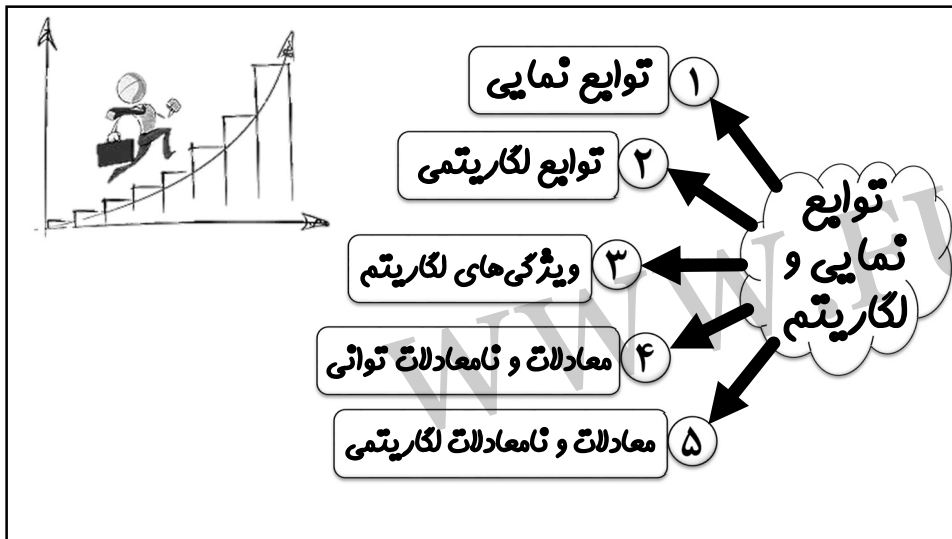 توابع
نمایی و
لگاریتم
۱ توابع نمایی
۲ توابع لگاریتمی
۳ ویژگی‌های لگاریتم
۴ معادلات و نامعادلات توانی
۵ معادلات و نامعادلات لگاریتمی